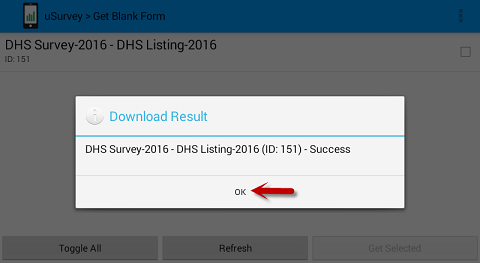 uSurvey > Get Blank Form
DHS Survey-2016 - DHS Listing-2016
ID: 151
Download Result
DHS Survey-2016 - DHS Listing-2016 (ID: 151) - Success
OK
Toggle All
Refresh
Get Selected